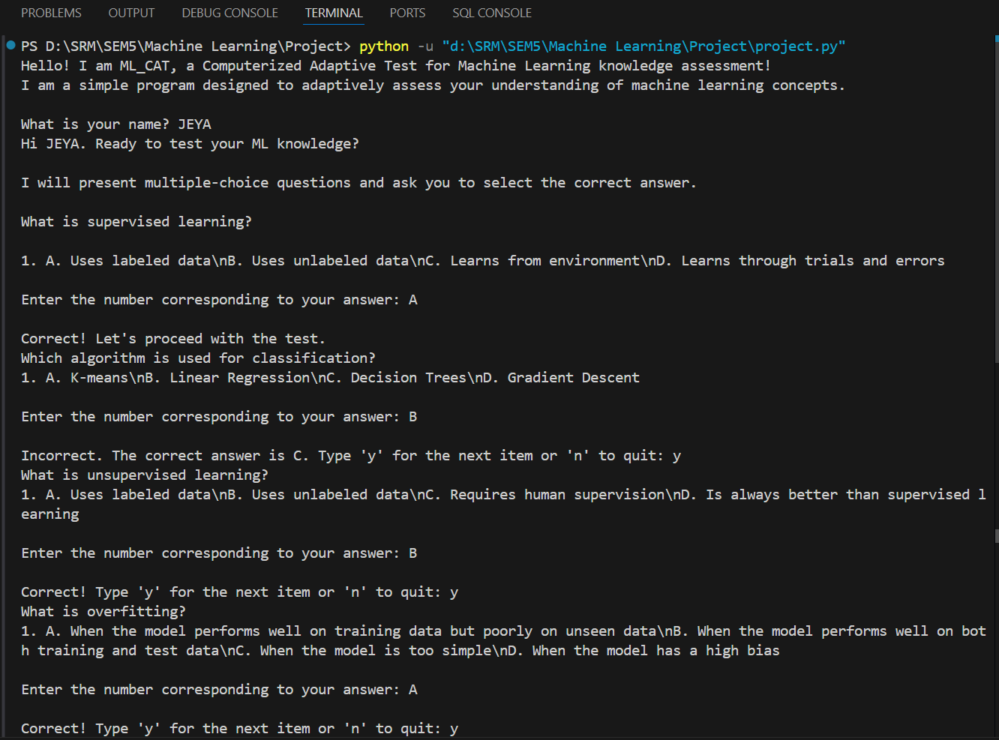 PROBLEMS OUTPUT DEBUG CONSOLE TERMINAL PORTS SQL CONSOLE
PS D:\SRM\SEM5\Machine Learning\Project> python -u "d:\SRM\SEM5\Machine Learning\Project\project.py"
Hello! I am ML_CAT, a Computerized Adaptive Test for Machine Learning knowledge assessment!
I am a simple program designed to adaptively assess your understanding of machine learning concepts.
What is your name? JEYA
Hi JEYA. Ready to test your ML knowledge?
I will present multiple-choice questions and ask you to select the correct answer.
What is supervised learning?
1. A. Uses labeled data\nB. Uses unlabeled data\nC. Learns from environment\nD. Learns through trials and errors
Enter the number corresponding to your answer: A
Correct! Let's proceed with the test.
Which algorithm is used for classification?
1. A. K-means\nB. Linear Regression\nC. Decision Trees\nD. Gradient Descent
Enter the number corresponding to your answer: B
Incorrect. The correct answer is C. Type 'y' for the next item or 'n' to quit: y
What is unsupervised learning?
1. A. Uses labeled data\nB. Uses unlabeled data\nC. Requires human supervision\nD. Is always better than supervised l
earning
Enter the number corresponding to your answer: B
Correct! Type 'y' for the next item or 'n' to quit: y
What is overfitting?
1. A. When the model performs well on training data but poorly on unseen data\nB. When the model performs well on bot
h training and test data\nC. When the model is too simple\nD. When the model has a high bias
Enter the number corresponding to your answer: A
Correct! Type 'y' for the next item or 'n' to quit: y